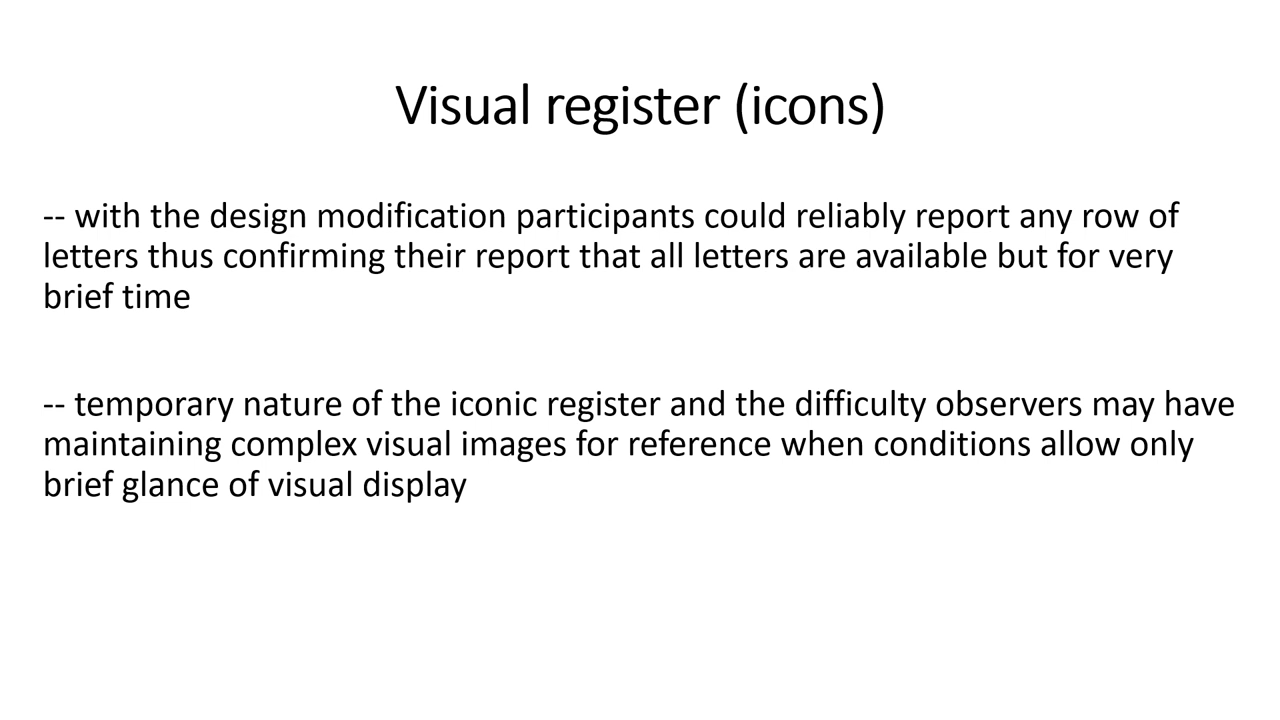 Visual register (icons)
-- with the design modification participants could reliably report any row of
letters thus confirming their report that all letters are available but for very
brief time
-- temporary nature of the iconic register and the difficulty observers may have
maintaining complex visual images for reference when conditions allow only
brief glance of visual display